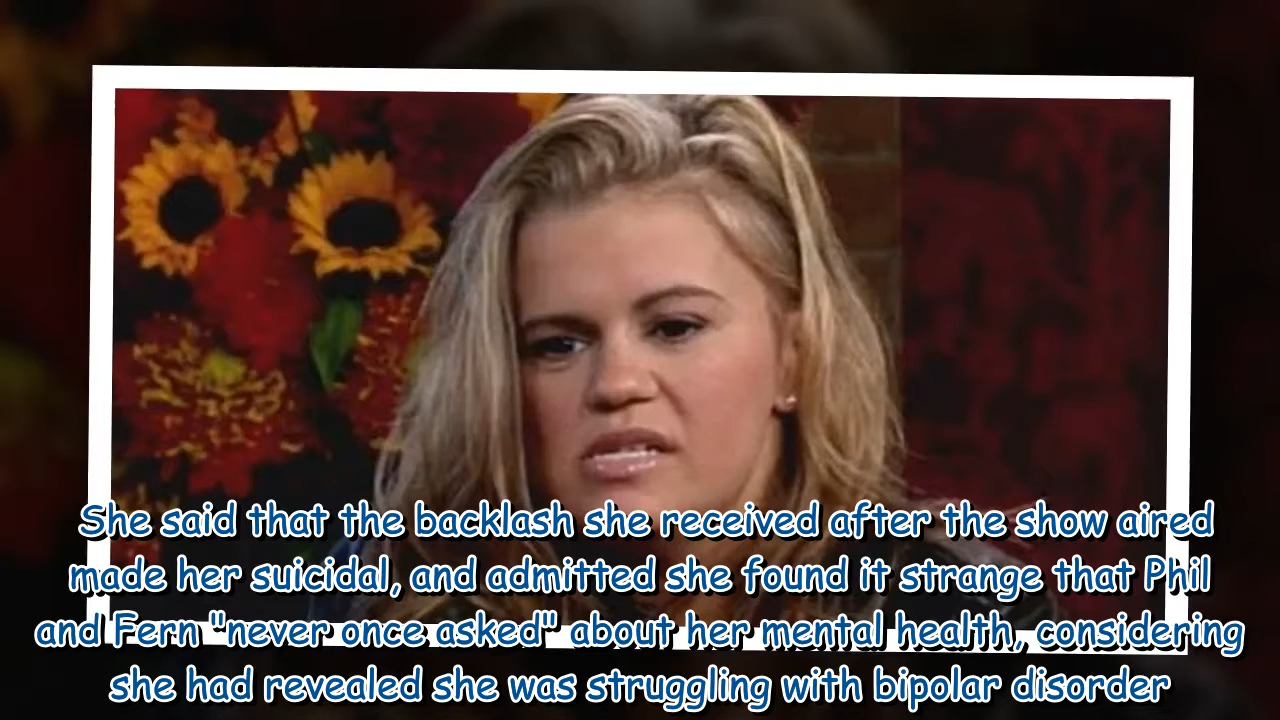 She said that the backlash she received after the show aired
made her suicidal, and admitted she found it strange that Phil
and Fern "never once asked" about her mental health, considering
she had revealed she was struggling with bipolar disorder